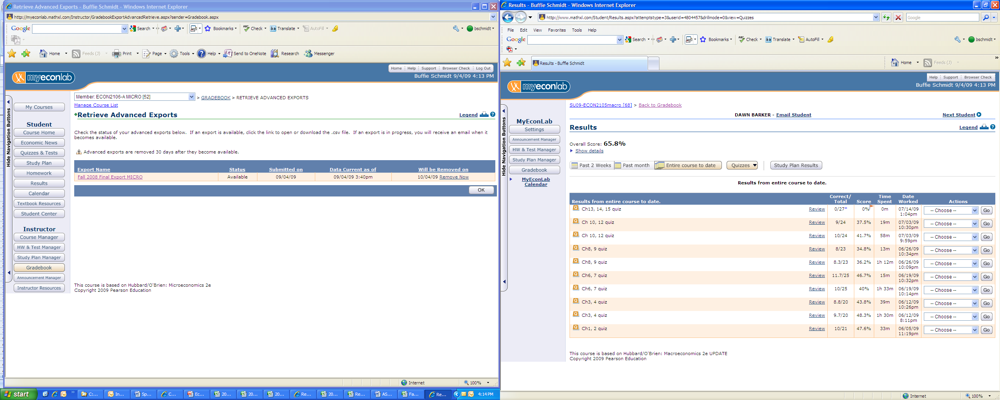 Retrieve Advanced Exports - Buffie Schmidt - Windows Internet Explorer
http://myeconlab.mathxl.com/Instructor/GradebookExportAdvancedRetrieve.aspx?sender=Gradebook.aspx
Google Search Bookmarks Check Translate AutoFill bschmidt
Home Feeds (J) Print Page Tools Help Send to OneNote Research Messenger
Home Help Support Browser Check Log Out
myeconlab
Buffie Schmidt 9/4/09 4:13 PM
Hide Navigation Buttons
My Courses
Student
Course Home
Economic News
Quizzes & Tests
Study Plan
Homework
Results
Calendar
Textbook Resources
Student Center
Instructor
Course Manager
HW & Test Manager
Study Plan Manager
Gradebook
Announcement Manager
Instructor Resources
Member: ECON2106-A MICRO [52] > GRADEBOOK > RETRIEVE ADVANCED EXPORTS
Manage Course List
Retrieve Advanced Exports
Legend
Check the status of your advanced exports below. If an export is available, click the link to open or download the .csv file. If an export is in progress, you will receive an email when it
becomes available.
Advanced exports are removed 30 days after they become available.
Export Name Status Submitted on Data Current as of Will be Removed on
Fall 2008 Final Export MICRO Available 09/04/09 09/04/09 3:40pm 10/04/09 Remove Now
OK
This course is based on Hubbard/O'Brien: Microeconomics 2e
Copyright 2009 Pearson Education
Internet 100%
start C:... In... Sp... C... Ec... 20... 20... 20... Re... 20... Re... AS... Fa... Re... 4:14 PM
Results - Buffie Schmidt - Windows Internet Explorer
http://www.mathxl.com/Student/Results.aspx?attemptstype=3&userid=4804457&drillmode=0&view=Quizzes
Google
File Edit View Favorites Tools Help
Google Search Bookmarks Check Translate AutoFill bschmidt
Results - Buffie Schmidt
Home Feeds (J)
Help Support Browser Check
myeconlab
Buffie Schmidt 9/4/09 4:13 PM
Hide Navigation Buttons
MyEconLab
Settings
Announcement Manager
HW & Test Manager
Study Plan Manager
Gradebook
MyEconLab
Calendar
SU09-ECON2105macro [68] > Back to Gradebook
DAWN BARKER - Email Student
Next Student
Results
Legend
Overall Score: 65.8%
Show details
Past 2 Weeks Past month Entire course to date Quizzes Study Plan Results
Results from entire course to date.
Results from entire course to date. Correct/ Total Score Time Spent Date Worked Actions
Ch13, 14, 15 quiz Review 0/27* 0% 0m 07/14/09 1:04pm -- Choose -- Go
Ch 10, 12 quiz Review 9/24 37.5% 19m 07/03/09 10:30pm -- Choose -- Go
Ch 10, 12 quiz Review 10/24 41.7% 58m 07/03/09 9:59pm -- Choose -- Go
Ch8, 9 quiz Review 8/23 34.8% 13m 06/26/09 10:34pm -- Choose -- Go
Ch8, 9 quiz Review 8.3/23 36.2% 1h 12m 06/26/09 10:09pm -- Choose -- Go
Ch6, 7 quiz Review 11.7/25 46.7% 15m 06/19/09 10:32pm -- Choose -- Go
Ch6, 7 quiz Review 10/25 40% 1h 33m 06/19/09 10:14pm -- Choose -- Go
Ch3, 4 quiz Review 8.8/20 43.8% 39m 06/12/09 10:26pm -- Choose -- Go
Ch3, 4 quiz Review 9.7/20 48.3% 1h 30m 06/12/09 8:11pm -- Choose -- Go
Ch1, 2 quiz Review 10/21 47.6% 33m 06/05/09 11:19pm -- Choose -- Go
This course is based on Hubbard/O'Brien: Macroeconomics 2e UPDATE
Copyright 2009 Pearson Education
Internet 100%